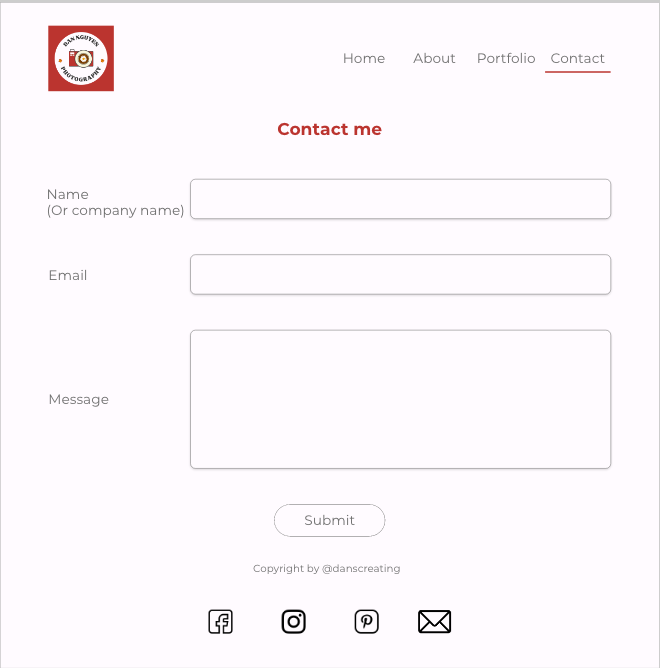 DAN NGUYEN
PHOTOGRAPHY
Home About Portfolio Contact
Contact me
Name
(Or company name)
Email
Message
Submit
Copyright by @danscreating